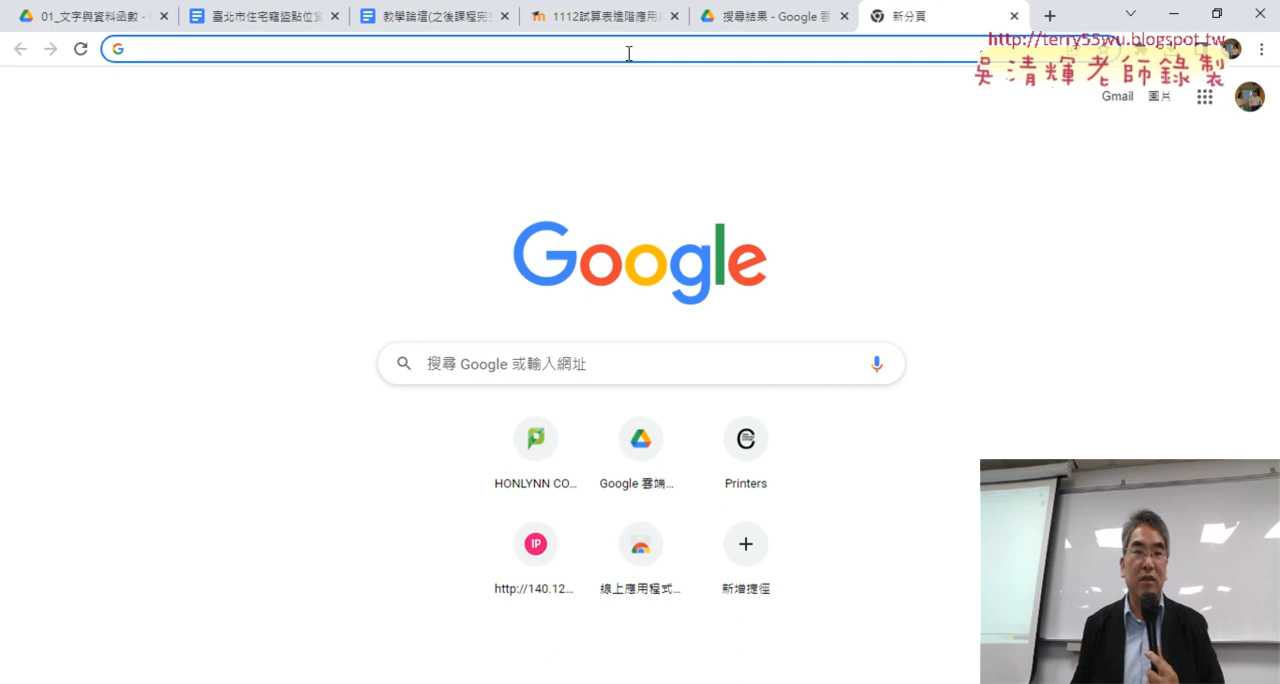 01_文字與資料函數 -
臺北市住宅竊盜點位資
教學論壇(之後課程完
1112試算表進階應用
搜尋結果 - Google 雲
新分頁
http://terry55wu.blogspot.tw
吳清輝老師錄製
Gmail 圖片
Google
搜尋 Google 或輸入網址
HONLYNN CO...
Google 雲端...
Printers
IP
http://140.12...
線上應用程式...
新增捷徑